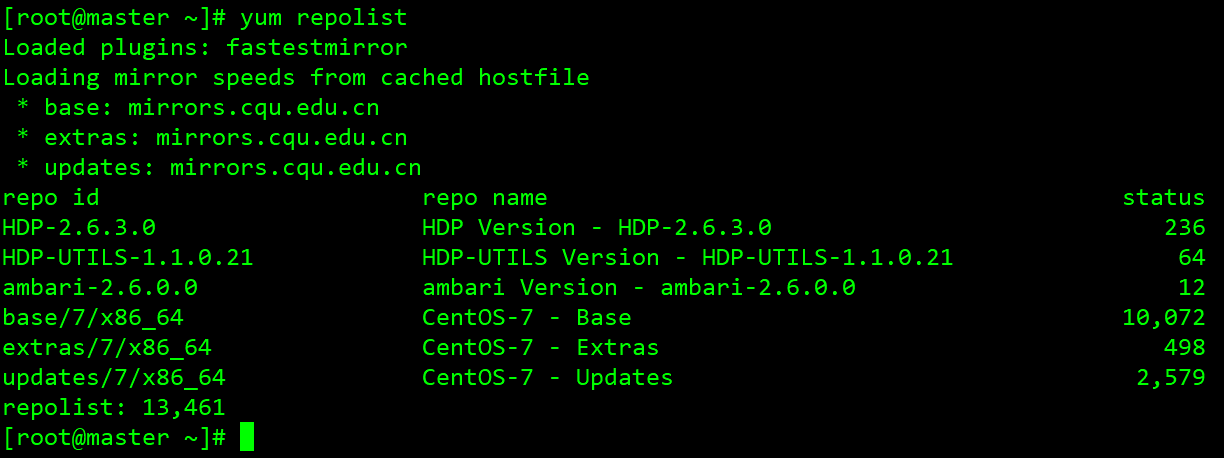 [root@master ~]# yum repolist
Loaded plugins: fastestmirror
Loading mirror speeds from cached hostfile
 * base: mirrors.cqu.edu.cn
 * extras: mirrors.cqu.edu.cn
 * updates: mirrors.cqu.edu.cn
repo id                       repo name                                         status
HDP-2.6.3.0                   HDP Version - HDP-2.6.3.0                            236
HDP-UTILS-1.1.0.21            HDP-UTILS Version - HDP-UTILS-1.1.0.21                64
ambari-2.6.0.0                ambari Version - ambari-2.6.0.0                       12
base/7/x86_64                 CentOS-7 - Base                                   10,072
extras/7/x86_64               CentOS-7 - Extras                                    498
updates/7/x86_64              CentOS-7 - Updates                                 2,579
repolist: 13,461
[root@master ~]#